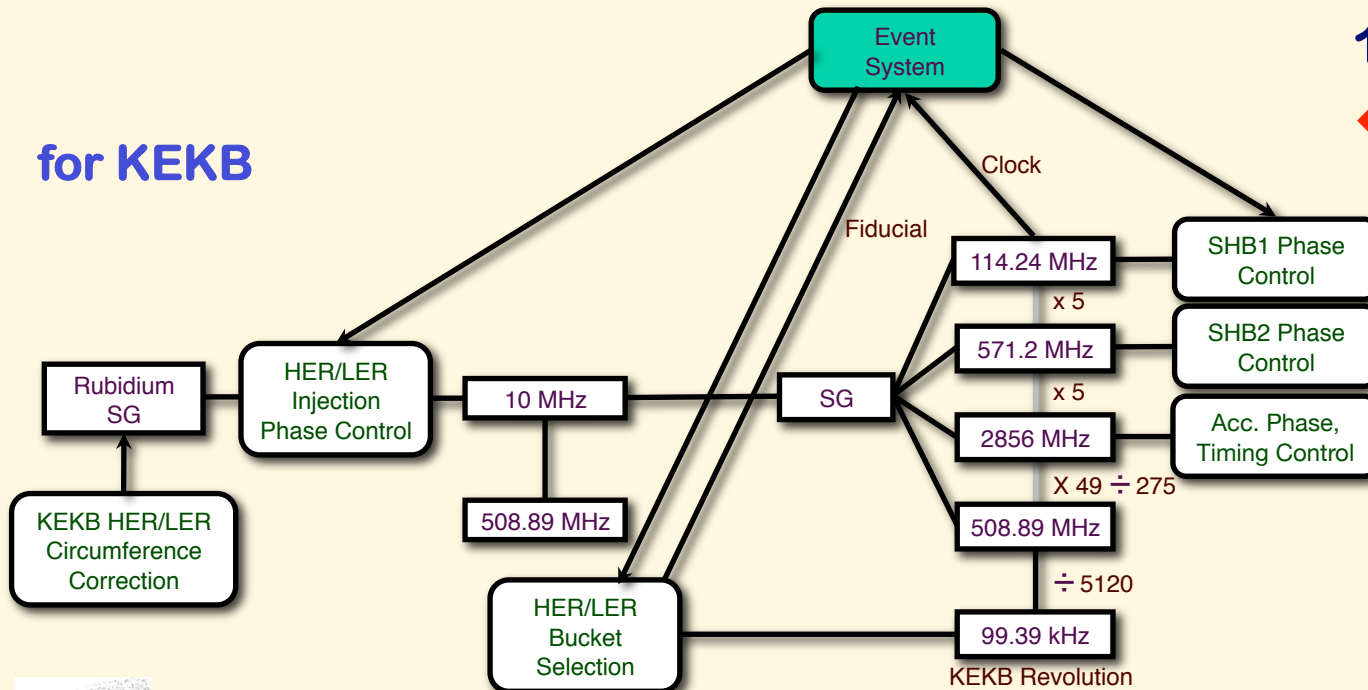 Event
System
for KEKB
Clock
Fiducial
114.24 MHz
SHB1 Phase
Control
x 5
571.2 MHz
SHB2 Phase
Control
x 5
Rubidium
SG
HER/LER
Injection
Phase Control
10 MHz
SG
2856 MHz
Acc. Phase,
Timing Control
X 49 ÷ 275
KEKB HER/LER
Circumference
Correction
508.89 MHz
508.89 MHz
÷ 5120
HER/LER
Bucket
Selection
99.39 kHz
KEKB Revolution